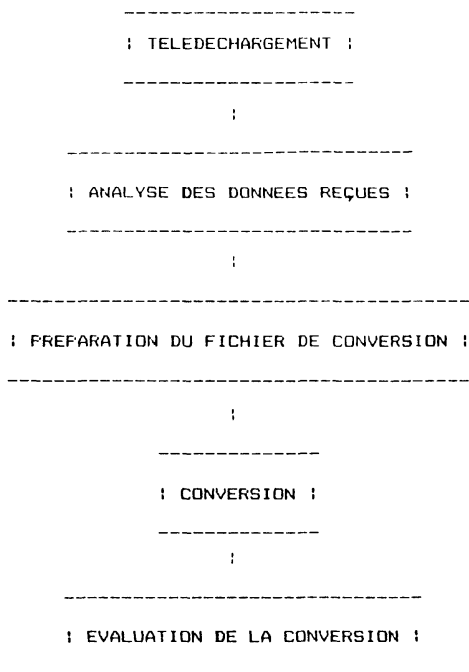 TELEDECHARGEMENT
ANALYSE DES DONNEES REÇUES
PREPARATION DU FICHIER DE CONVERSION
CONVERSION
EVALUATION DE LA CONVERSION